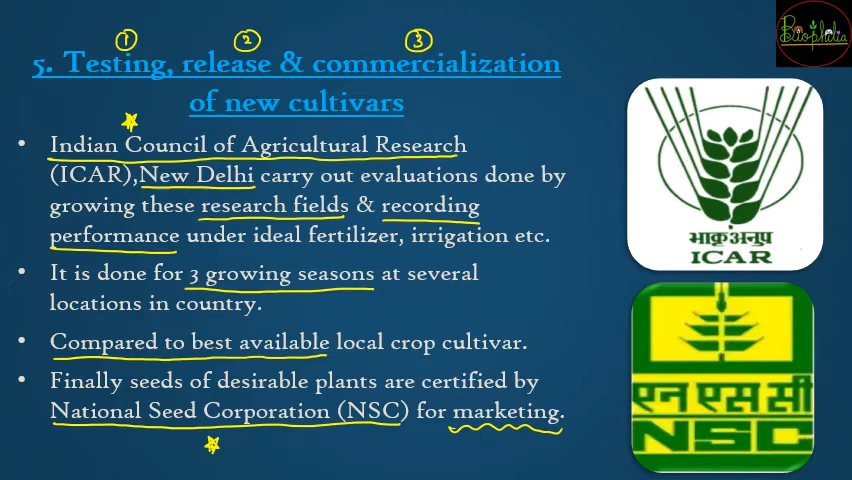 ① ② ③
Biophilia
5. Testing, release & commercialization
of new cultivars
• Indian Council of Agricultural Research
(ICAR),New Delhi carry out evaluations done by
growing these research fields & recording
performance under ideal fertilizer, irrigation etc.
• It is done for 3 growing seasons at several
locations in country.
• Compared to best available local crop cultivar.
• Finally seeds of desirable plants are certified by
National Seed Corporation (NSC) for marketing.
भाकृअनुप
ICAR
एन एस सी
NSC